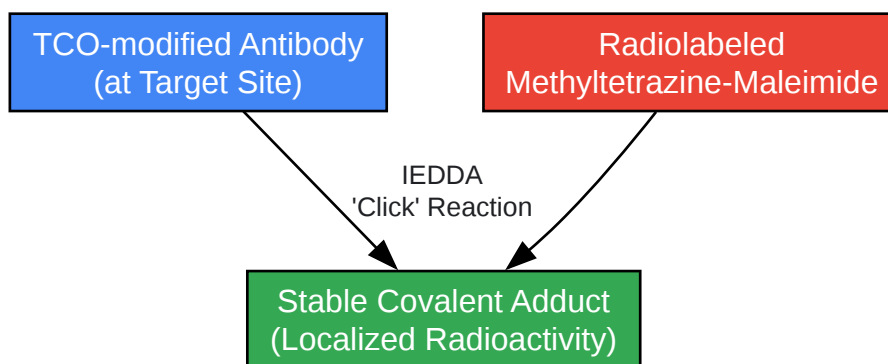 TCO-modified Antibody
(at Target Site)
Radiolabeled
Methyltetrazine-Maleimide
IEDDA
'Click' Reaction
Stable Covalent Adduct
(Localized Radioactivity)